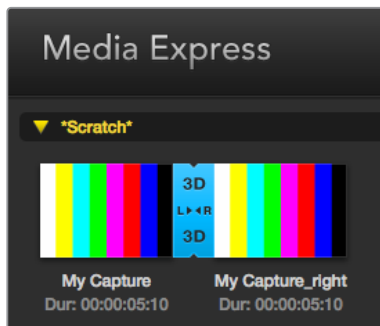 Media Express
*Scratch*
3D
L R
3D
My Capture My Capture_right
Dur: 00:00:05:10 Dur: 00:00:05:10